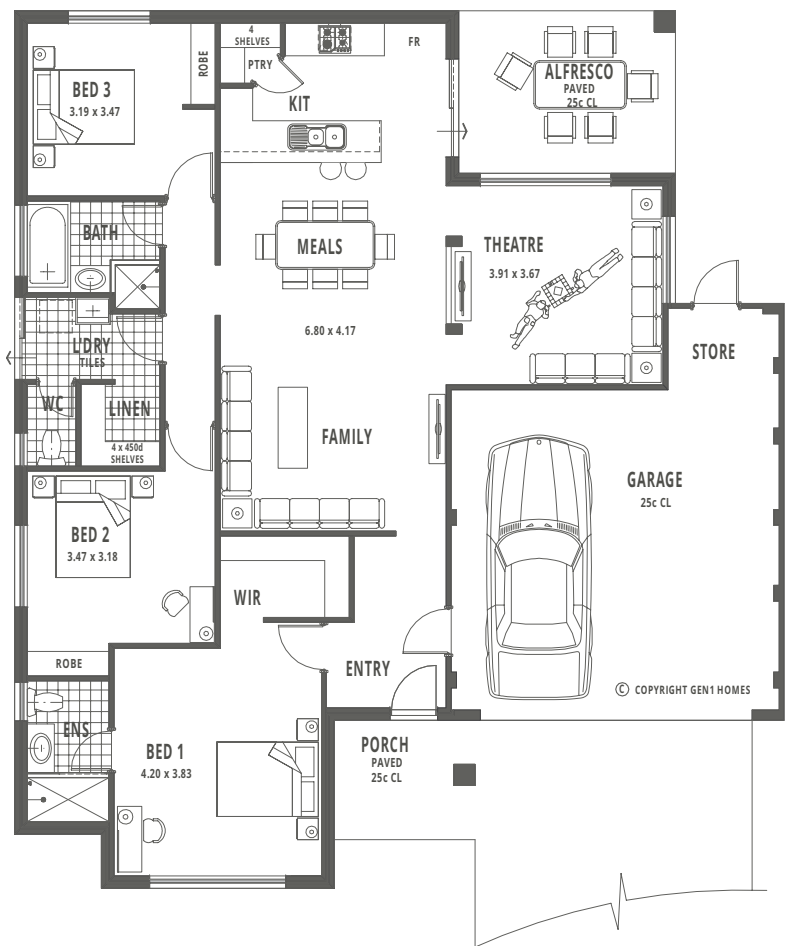 4
SHELVES
FR
ROBE
PTRY
ALFRESCO
PAVED
25c CL
BED 3
3.19 x 3.47
KIT
BATH
MEALS
THEATRE
3.91 x 3.67
6.80 x 4.17
L'DRY
TILES
STORE
WC
LINEN
4 x 450d
SHELVES
FAMILY
GARAGE
25c CL
BED 2
3.47 x 3.18
WIR
ROBE
ENTRY
© COPYRIGHT GEN1 HOMES
ENS
BED 1
4.20 x 3.83
PORCH
PAVED
25c CL